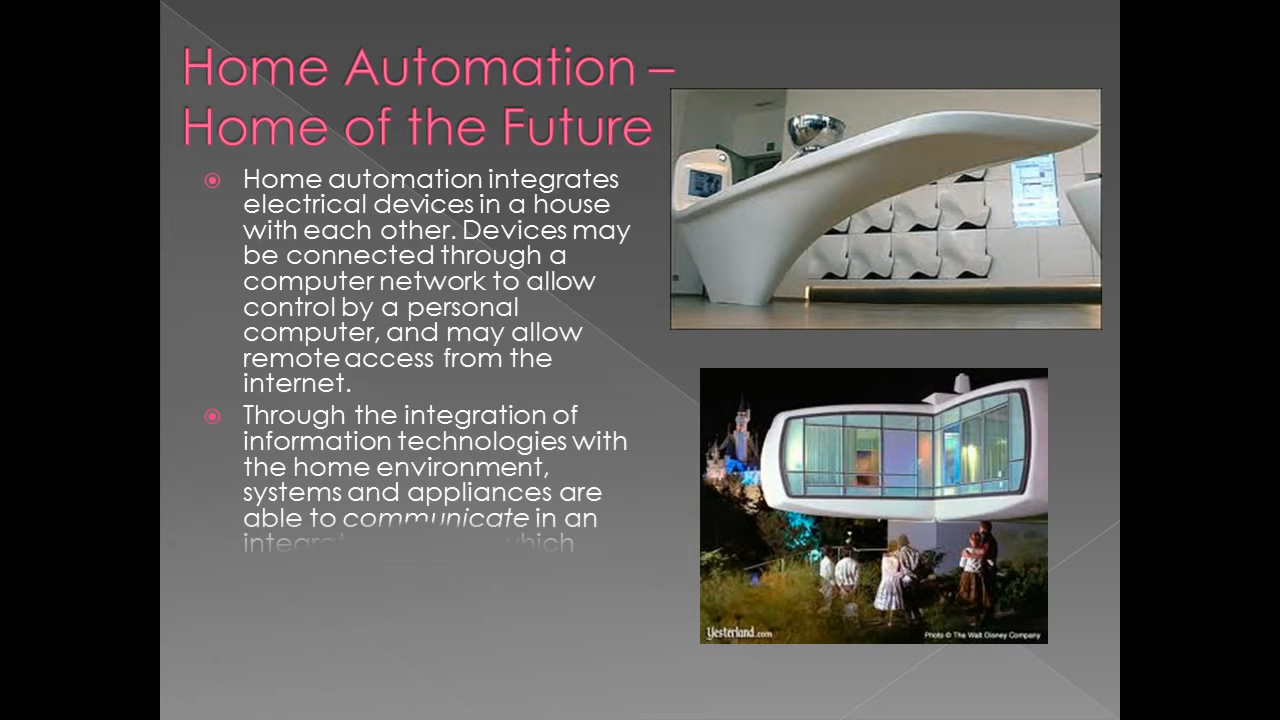 Home Automation –
Home of the Future
Home automation integrates
electrical devices in a house
with each other. Devices may
be connected through a
computer network to allow
control by a personal
computer, and may allow
remote access from the
internet.
Through the integration of
information technologies with
the home environment,
systems and appliances are
able to communicate in an
which
Yesterland.com
Photo © The Walt Disney Company